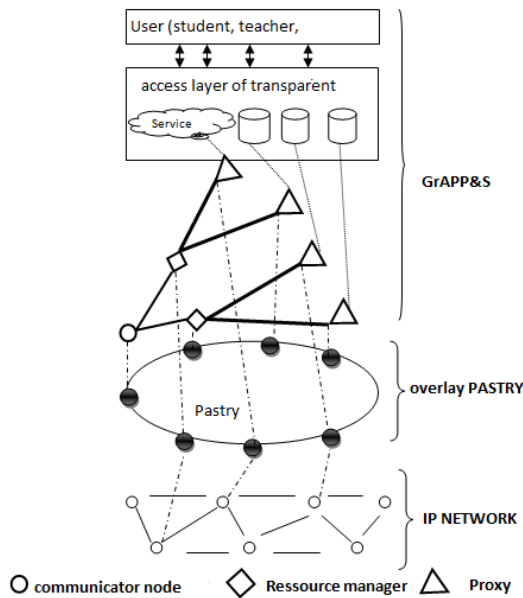 User (student, teacher,
access layer of transparent
Service
GrAPP&S
overlay PASTRY
Pastry
IP NETWORK
communicator node
Ressource manager
Proxy